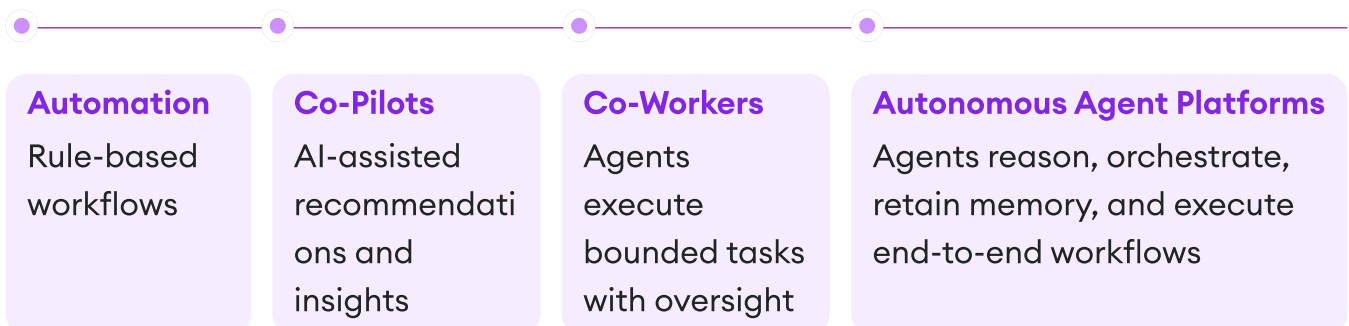 Automation
Rule-based
workflows
Co-Pilots
AI-assisted
recommendati
ons and
insights
Co-Workers
Agents
execute
bounded tasks
with oversight
Autonomous Agent Platforms
Agents reason, orchestrate,
retain memory, and execute
end-to-end workflows